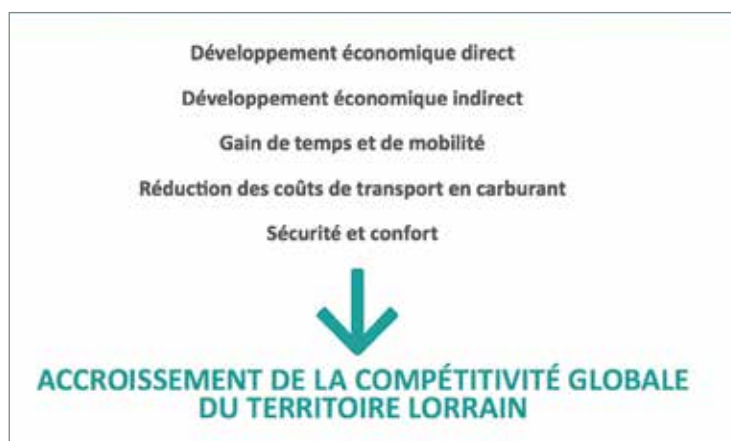 Développement économique direct
Développement économique indirect
Gain de temps et de mobilité
Réduction des coûts de transport en carburant
Sécurité et confort
ACCROISSEMENT DE LA COMPÉTITIVITÉ GLOBALE
DU TERRITOIRE LORRAIN